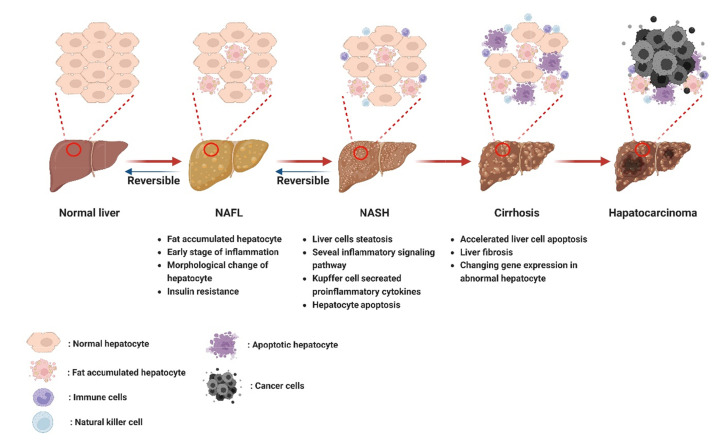 Reversible
Reversible
Normal liver
NAFL
NASH
Cirrhosis
Hapatocarcinoma
• Fat accumulated hepatocyte
• Early stage of inflammation
• Morphological change of
hepatocyte
• Insulin resistance
• Liver cells steatosis
• Seveal inflammatory signaling
pathway
• Kupffer cell secreated
proinflammatory cytokines
• Hepatocyte apoptosis
• Accelerated liver cell apoptosis
• Liver fibrosis
• Changing gene expression in
abnormal hepatocyte
: Normal hepatocyte
: Fat accumulated hepatocyte
: Immune cells
: Natural killer cell
: Apoptotic hepatocyte
: Cancer cells